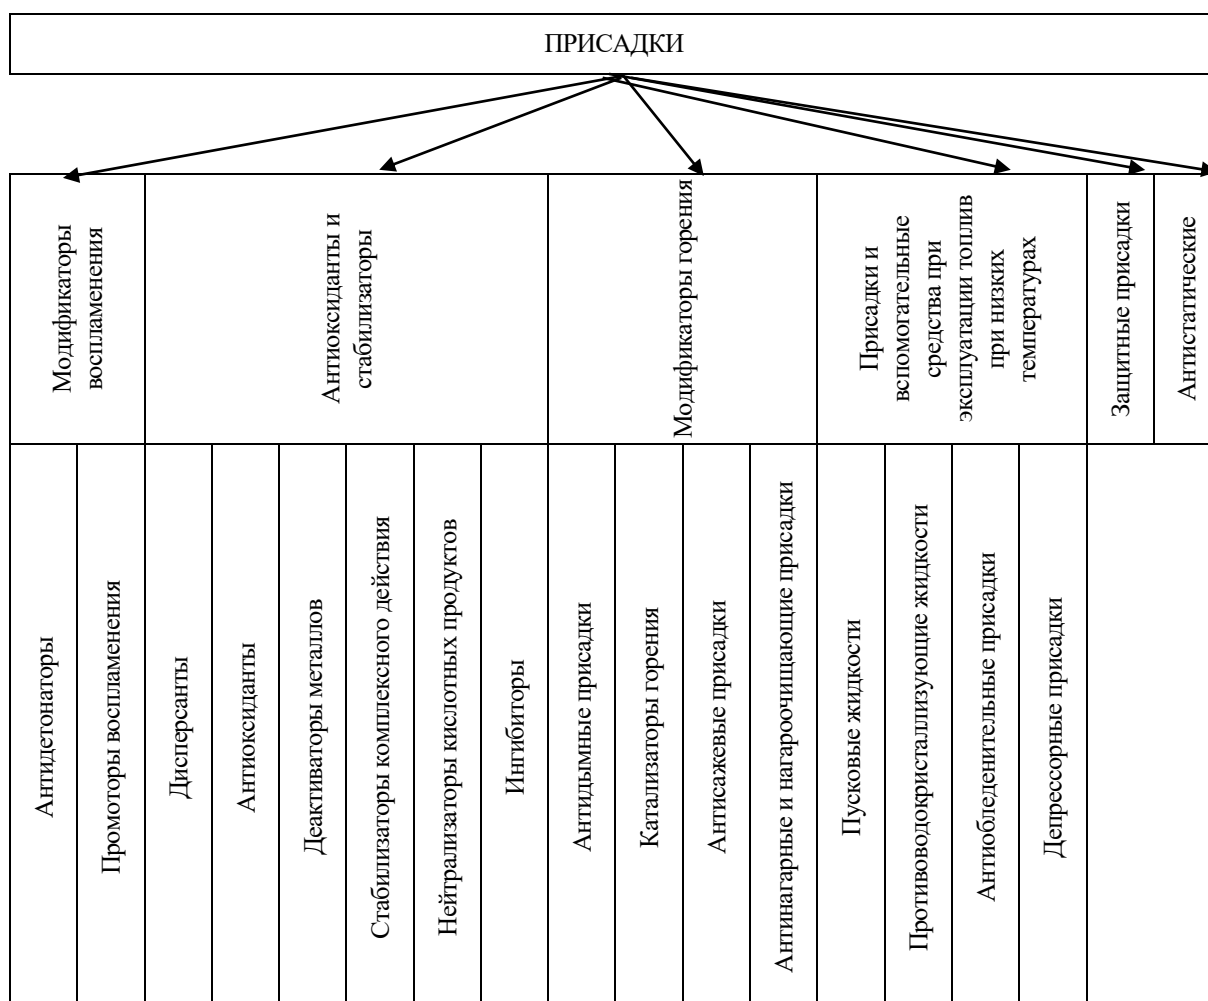 ПРИСАДКИ
Модификаторы
воспламенения
Антиоксиданты и
стабилизаторы
Модификаторы горения
Присадки и
вспомогательные
средства при
эксплуатации топлив
при низких
температурах
Защитные присадки
Антистатические
Антидетонаторы
Промоторы воспламенения
Дисперсанты
Антиоксиданты
Деактиваторы металлов
Стабилизаторы комплексного действия
Нейтрализаторы кислотных продуктов
Ингибиторы
Антидымные присадки
Катализаторы горения
Антисажевые присадки
Антинагарные и нагароочищающие присадки
Пусковые жидкости
Противоводокристаллизующие жидкости
Антиобледенительные присадки
Депрессорные присадки